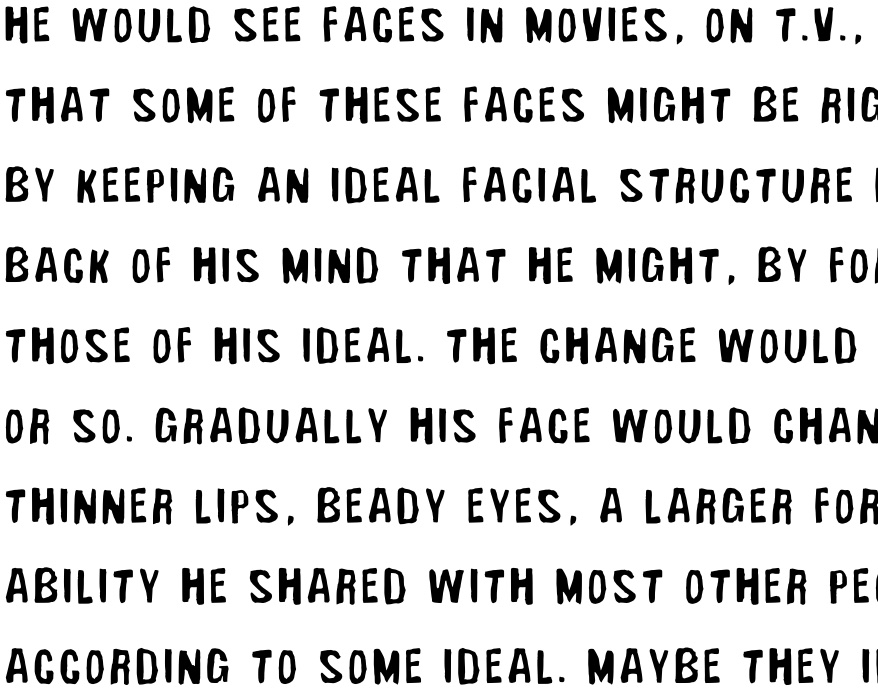 HE WOULD SEE FACES IN MOVIES, ON T.V.,
THAT SOME OF THESE FACES MIGHT BE
BY KEEPING AN IDEAL FACIAL STRUCTURE
BACK OF HIS MIND THAT HE MIGHT, BY
THOSE OF HIS IDEAL. THE CHANGE WOULD
OR SO. GRADUALLY HIS FACE WOULD
THINNER LIPS, BEADY EYES, A LARGER
ABILITY HE SHARED WITH MOST OTHER
ACCORDING TO SOME IDEAL. MAYBE THEY